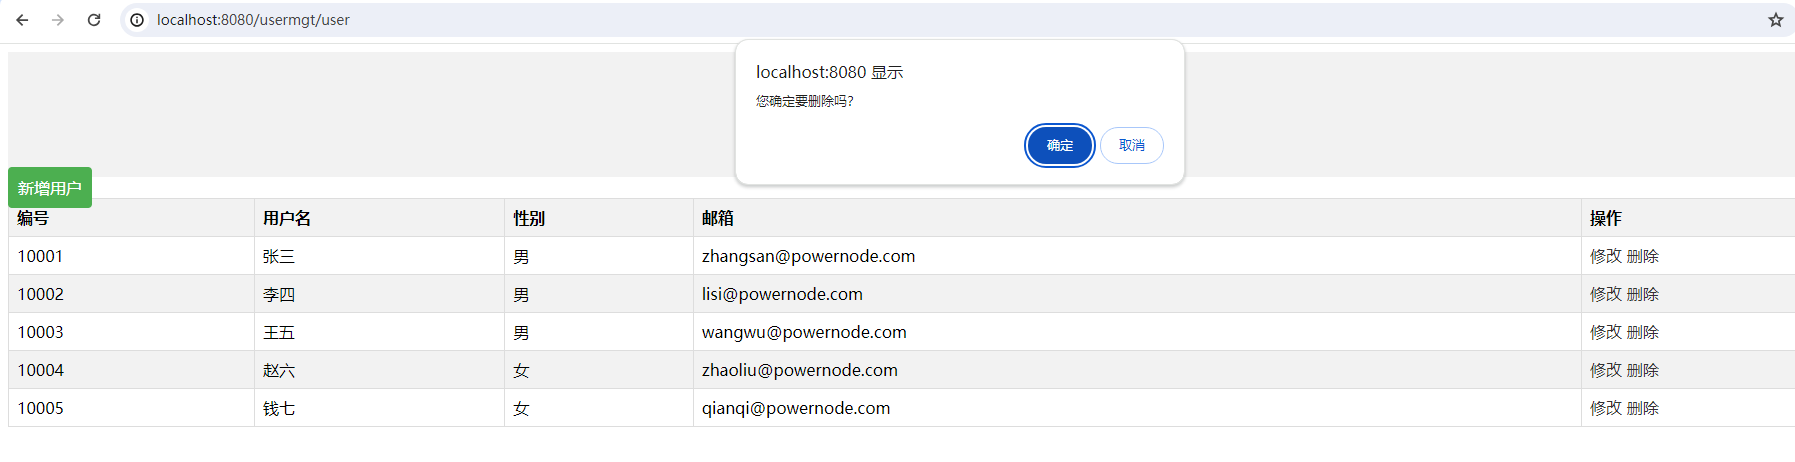 localhost:8080/usermgt/user
localhost:8080 显示
您确定要删除吗?
确定 取消
新增用户
编号 用户名 性别 邮箱 操作
10001 张三 男 zhangsan@powernode.com 修改 删除
10002 李四 男 lisi@powernode.com 修改 删除
10003 王五 男 wangwu@powernode.com 修改 删除
10004 赵六 女 zhaoliu@powernode.com 修改 删除
10005 钱七 女 qianqi@powernode.com 修改 删除